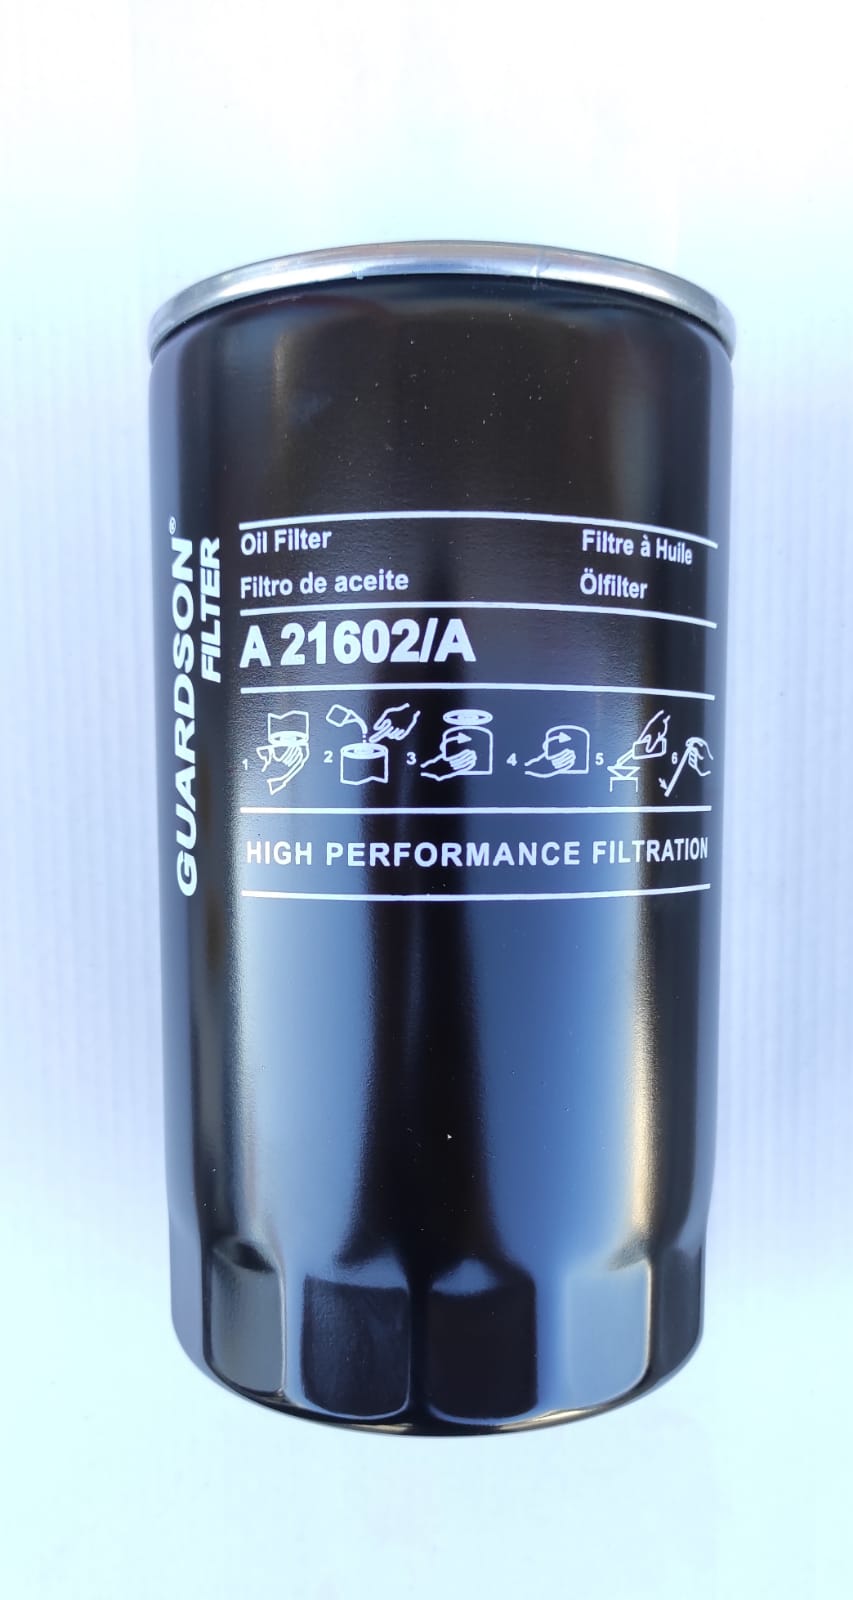 GUARDSON®
FILTER
Oil Filter
Filtre à Huile
Filtro de aceite
Ölfilter
A 21602/A
1 2 3 4 5 6
HIGH PERFORMANCE FILTRATION